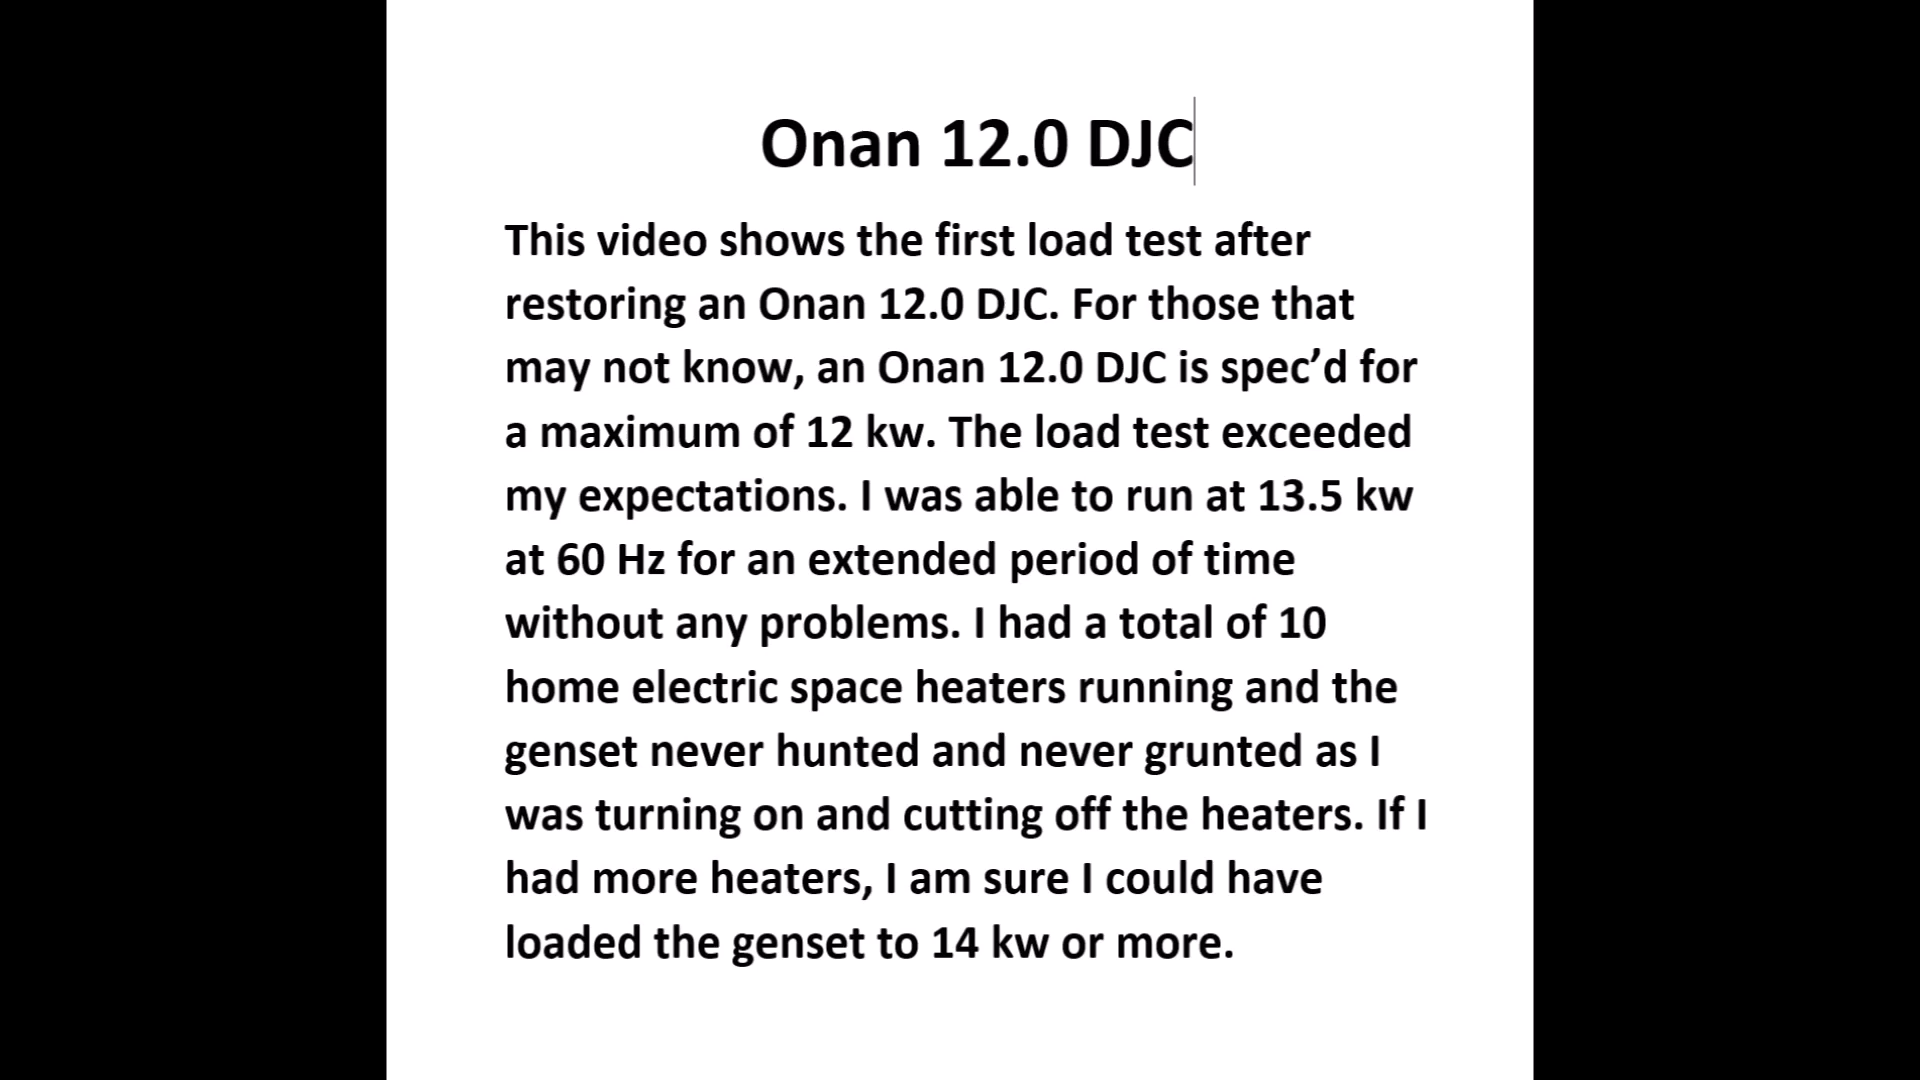 Onan 12.0 DJC
This video shows the first load test after
restoring an Onan 12.0 DJC. For those that
may not know, an Onan 12.0 DJC is spec’d for
a maximum of 12 kw. The load test exceeded
my expectations. I was able to run at 13.5 kw
at 60 Hz for an extended period of time
without any problems. I had a total of 10
home electric space heaters running and the
genset never hunted and never grunted as I
was turning on and cutting off the heaters. If I
had more heaters, I am sure I could have
loaded the genset to 14 kw or more.